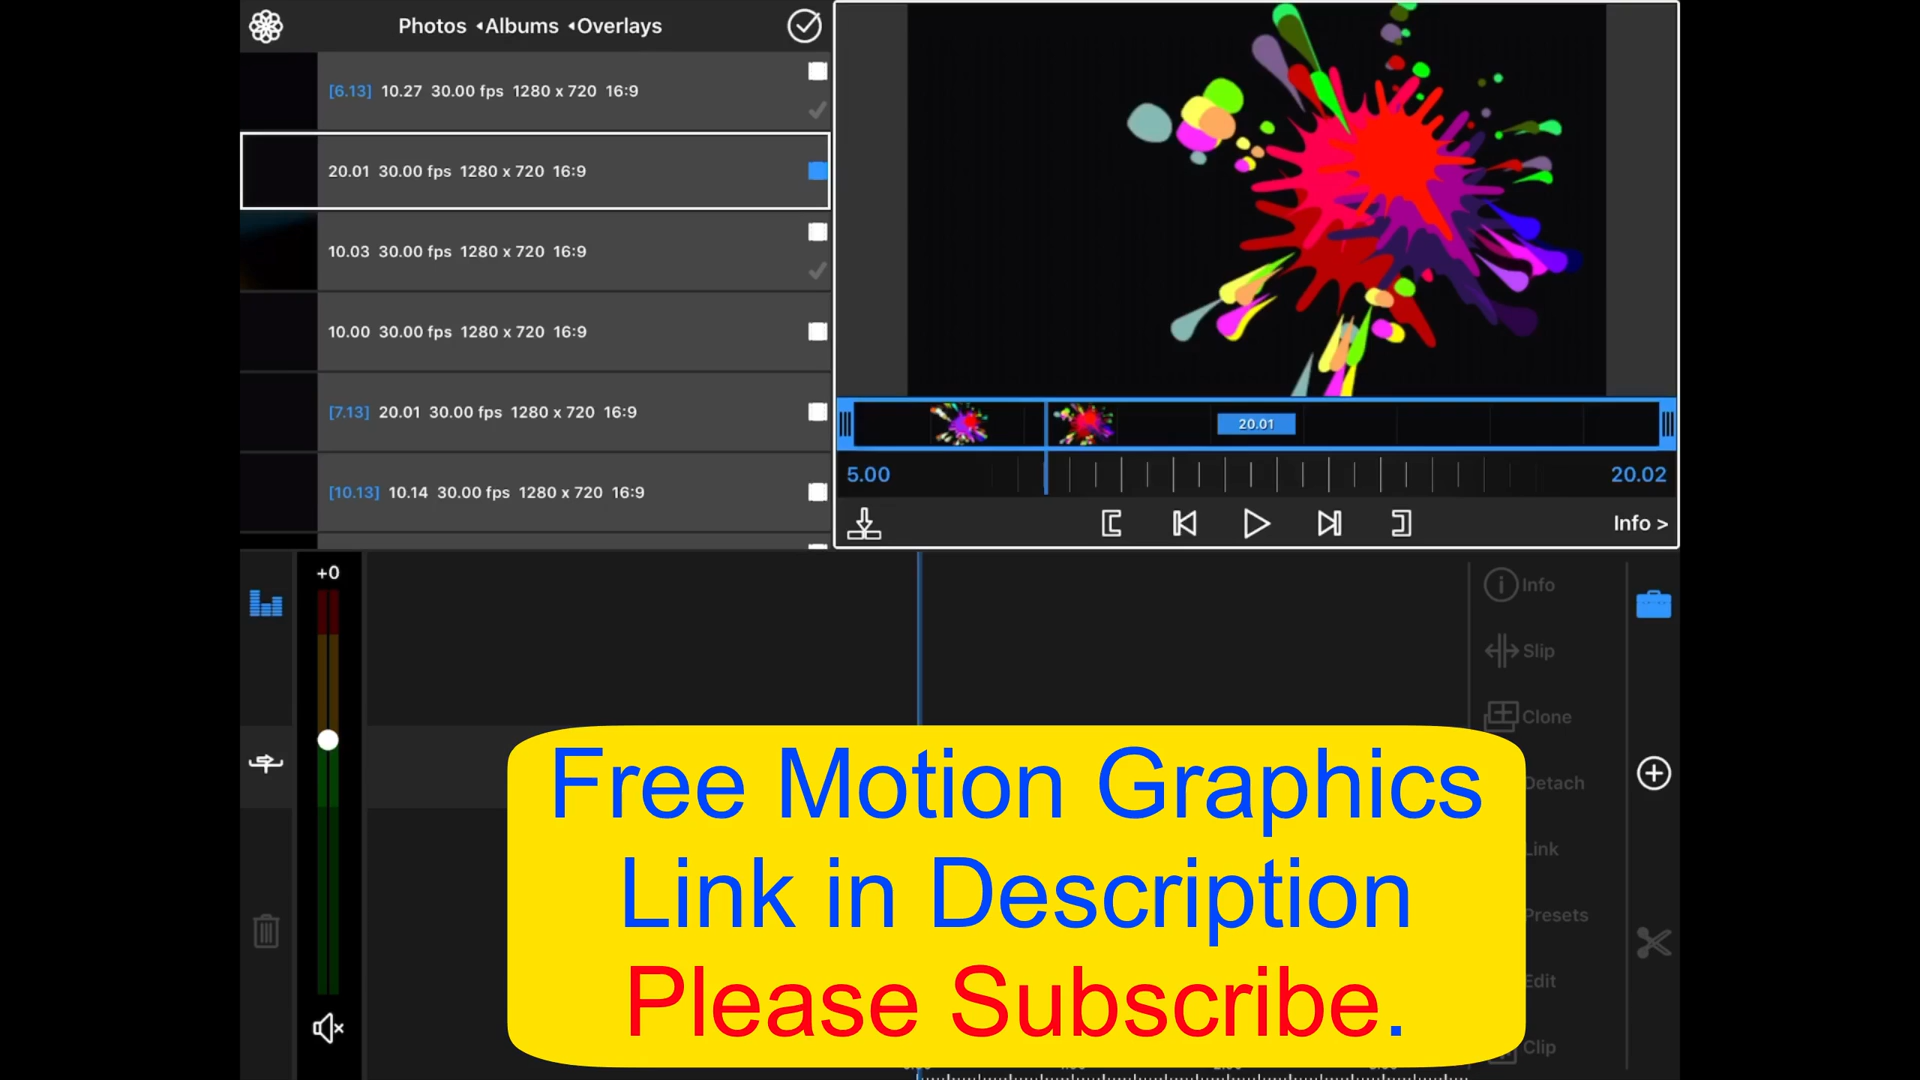 Photos ◂Albums ◂Overlays
[6.13] 10.27 30.00 fps 1280 x 720 16:9
20.01 30.00 fps 1280 x 720 16:9
10.03 30.00 fps 1280 x 720 16:9
10.00 30.00 fps 1280 x 720 16:9
[7.13] 20.01 30.00 fps 1280 x 720 16:9
[10.13] 10.14 30.00 fps 1280 x 720 16:9
20.01
5.00 20.02
Info >
+0
Info
Slip
Clone
Detach
Link
Presets
Edit
Clip
Free Motion Graphics
Link in Description
Please Subscribe.